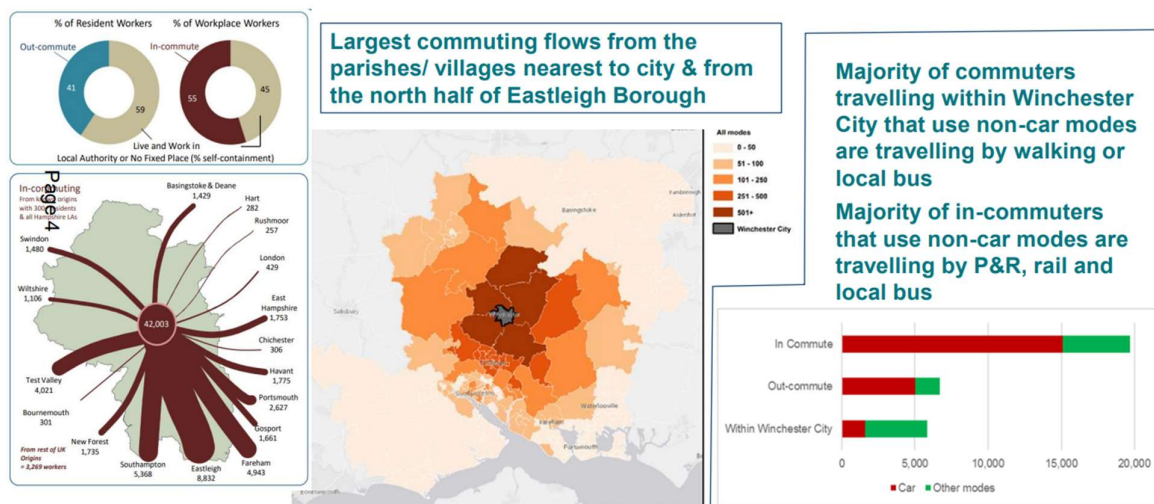 % of Resident Workers
% of Workplace Workers
Out-commute
In-commute
41
59
55
45
Live and Work in
Local Authority or No Fixed Place (% self-containment)
Page 4
In-commuting
with 300
& all Hampshire LAs
Basingstoke & Deane
1,429
Hart
282
Rushmoor
257
London
429
East
Hampshire
1,753
Chichester
306
Havant
1,775
Portsmouth
2,627
Gosport
1,661
Fareham
4,943
Eastleigh
8,832
Southampton
5,368
New Forest
1,735
Bournemouth
301
Test Valley
4,021
Wiltshire
1,106
Swindon
1,480
42,003
From rest of UK
Origins
= 3,269 workers
Largest commuting flows from the
parishes/ villages nearest to city & from
the north half of Eastleigh Borough
All modes
0 - 50
51 - 100
101 - 250
251 - 500
501+
Winchester City
Basingstoke
Salisbury
Waterlooville
Fareham
Portsmouth
Majority of commuters
travelling within Winchester
City that use non-car modes
are travelling by walking or
local bus
Majority of in-commuters
that use non-car modes are
travelling by P&R, rail and
local bus
In Commute
Out-commute
Within Winchester City
0
5,000
10,000
15,000
20,000
Car
Other modes